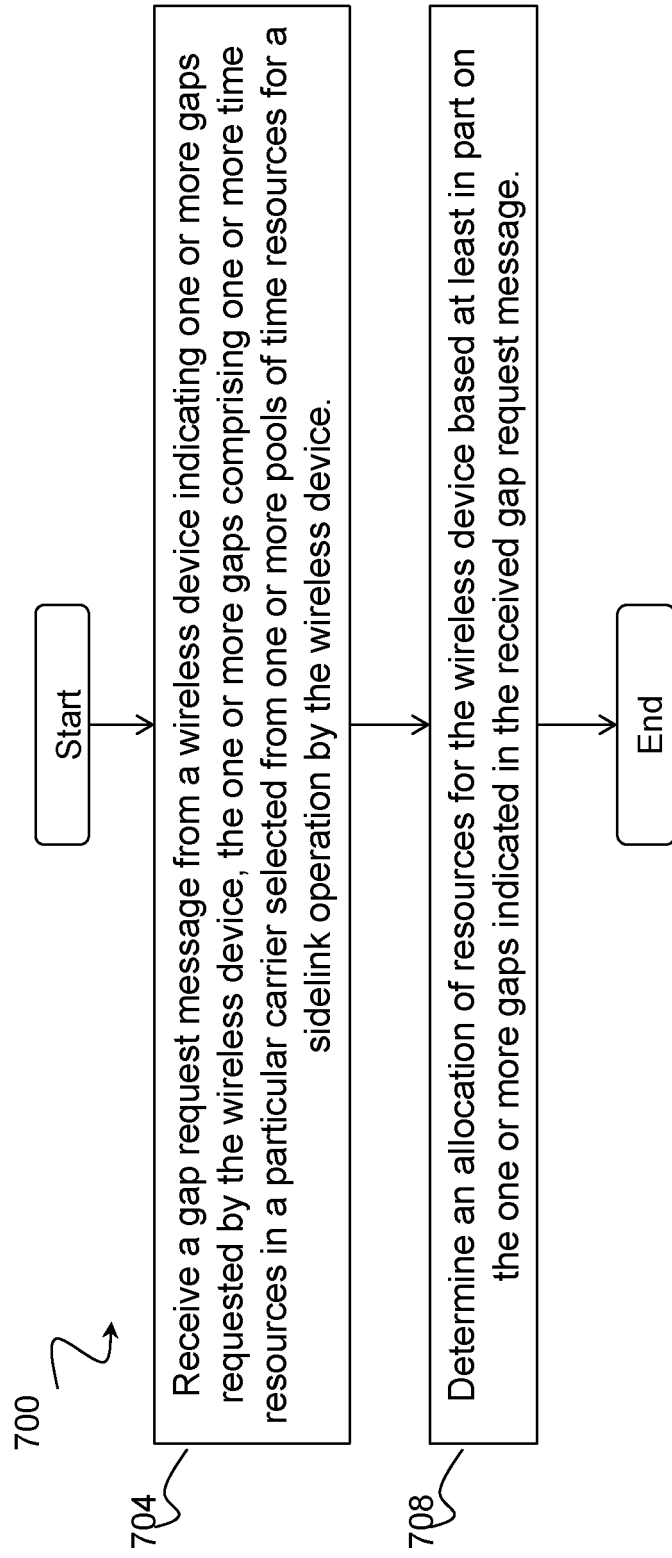 700
Start
704
Receive a gap request message from a wireless device indicating one or more gaps
requested by the wireless device, the one or more gaps comprising one or more time
resources in a particular carrier selected from one or more pools of time resources for a
sidelink operation by the wireless device.
708
Determine an allocation of resources for the wireless device based at least in part on
the one or more gaps indicated in the received gap request message.
End